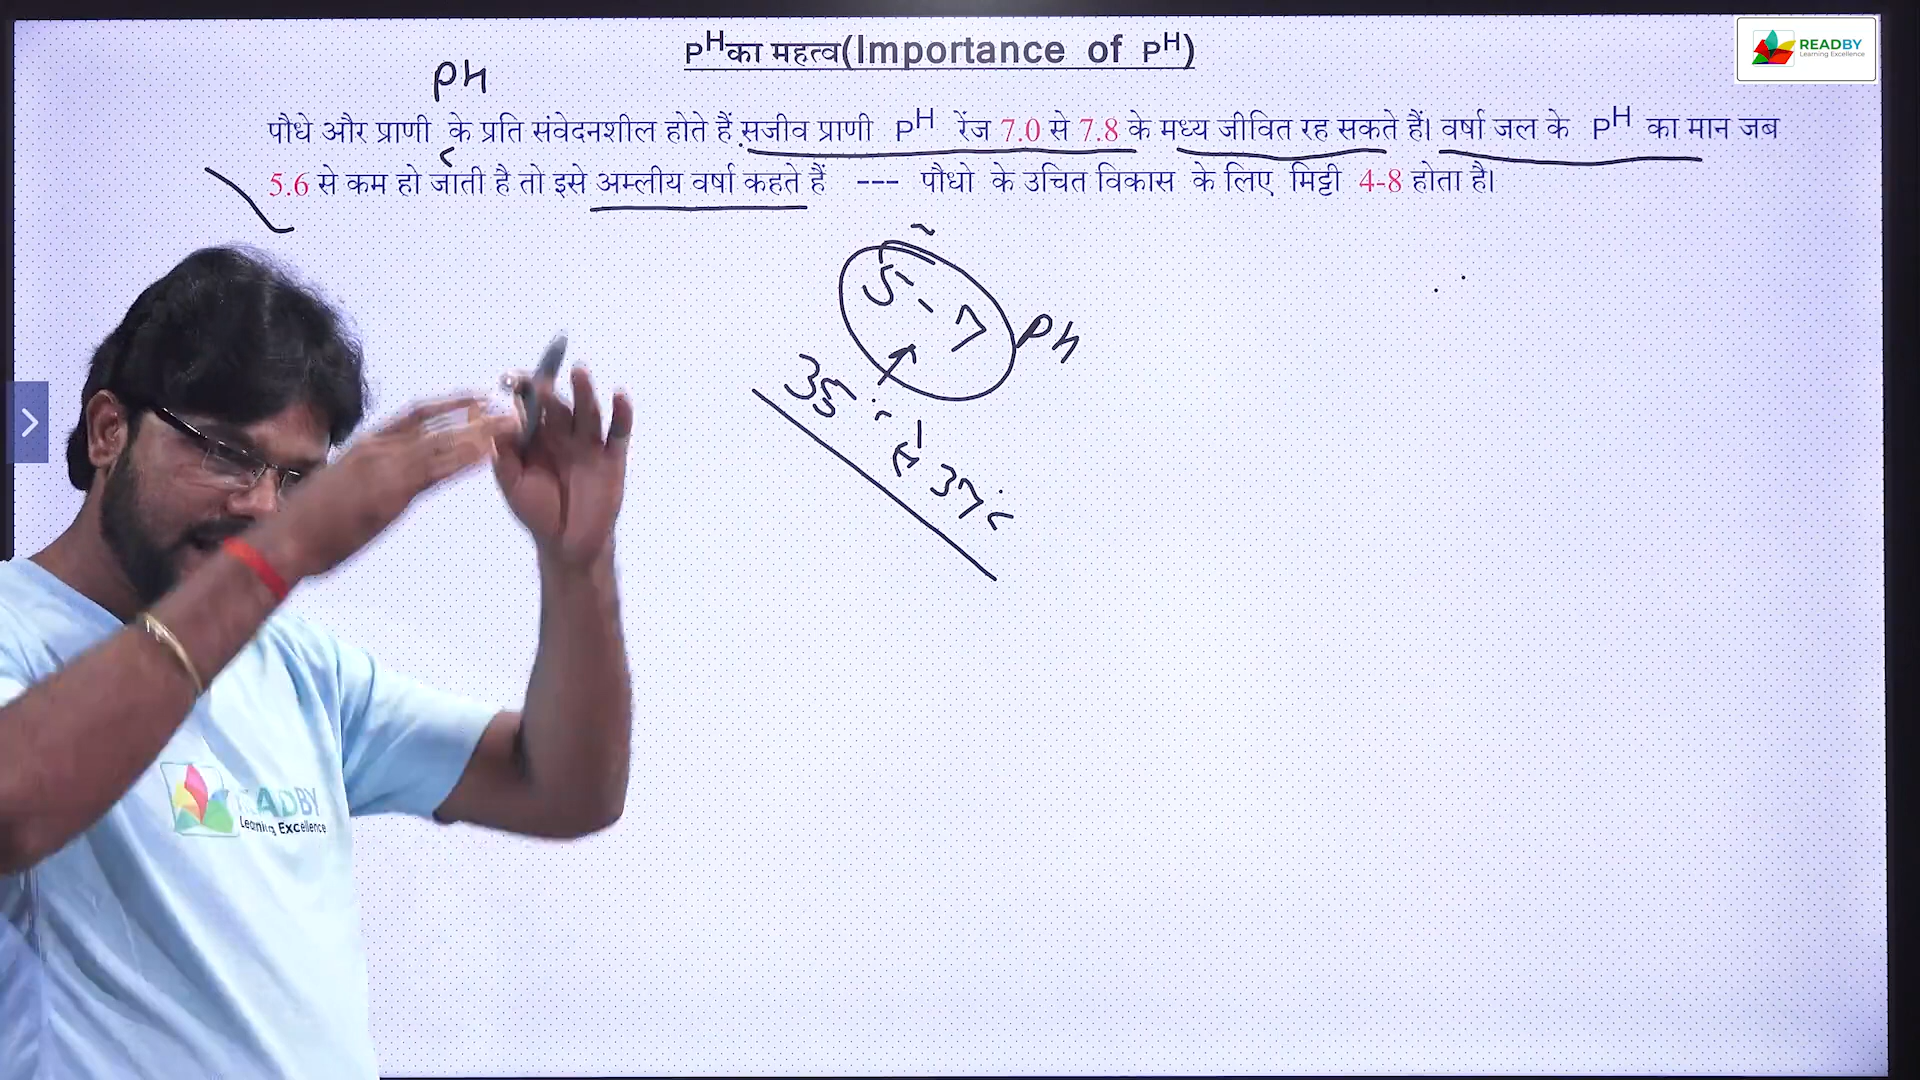 PHका महत्व(Importance of PH)
READBY
Learning Excellence
PH
पौधे और प्राणी के प्रति संवेदनशील होते हैं.सजीव प्राणी PH रेंज 7.0 से 7.8 के मध्य जीवित रह सकते हैं। वर्षा जल के PH का मान जब
5.6 से कम हो जाती है तो इसे अम्लीय वर्षा कहते हैं --- पौधो के उचित विकास के लिए मिट्टी 4-8 होता है।
5-7 PH
35 से 37°C
READBY
Learning Excellence